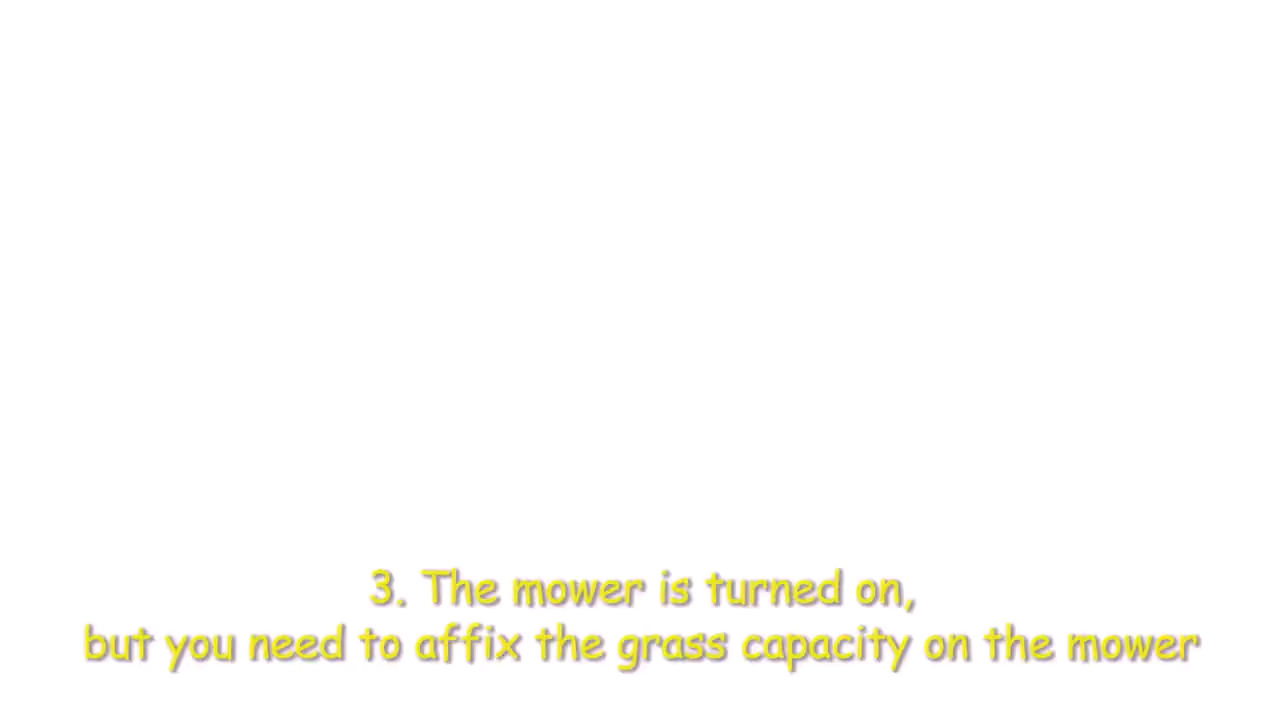 3. The mower is turned on,
but you need to affix the grass capacity on the mower